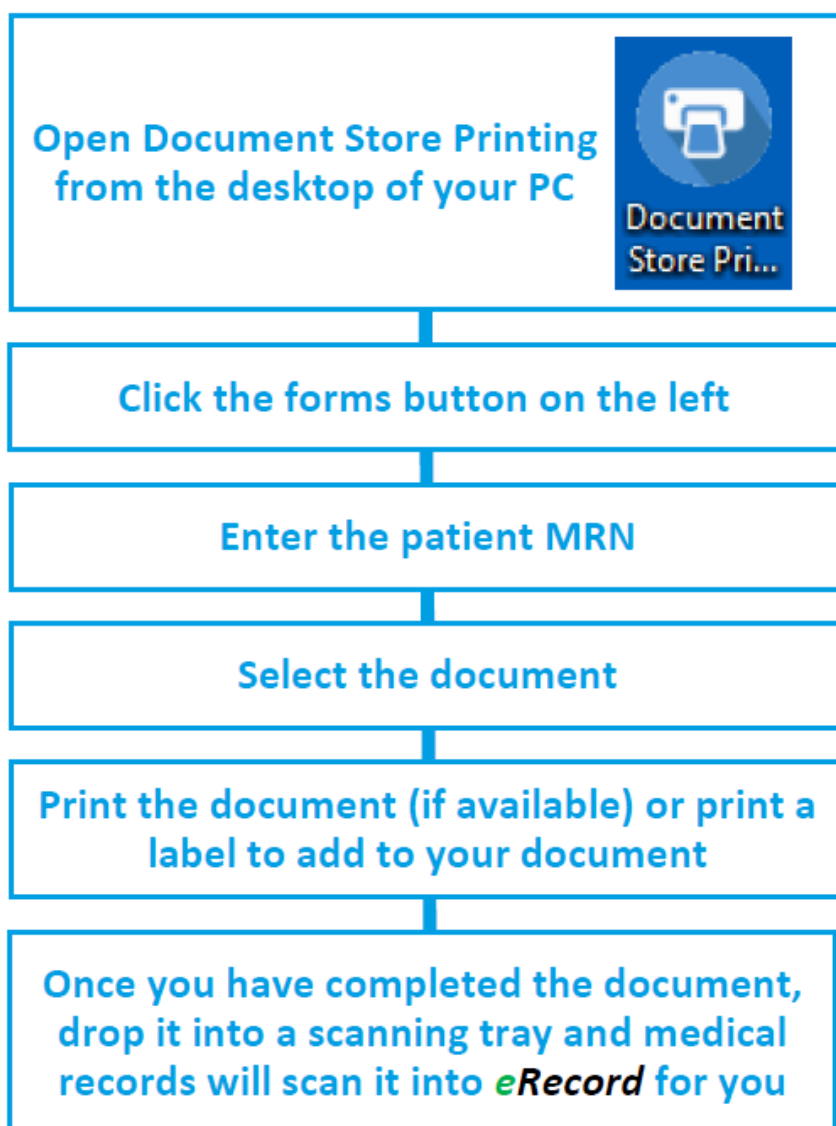 Open Document Store Printing
from the desktop of your PC
Document
Store Pri...
Click the forms button on the left
Enter the patient MRN
Select the document
Print the document (if available) or print a
label to add to your document
Once you have completed the document,
drop it into a scanning tray and medical
records will scan it into eRecord for you